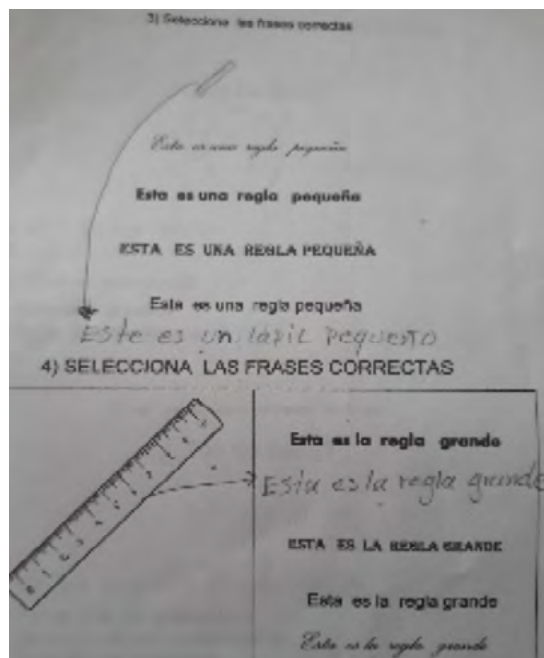 3) Selecciona las frases correctas
Esta es una regla pequeña
Esta es una regla pequeña
ESTA ES UNA REGLA PEQUEÑA
Esta es una regla pequeña
Este es un lápiz pequeño
4) SELECCIONA LAS FRASES CORRECTAS
Esta es la regla grande
Esta es la regla grande
ESTA ES LA REGLA GRANDE
Esta es la regla grande
Esta es la regla grande